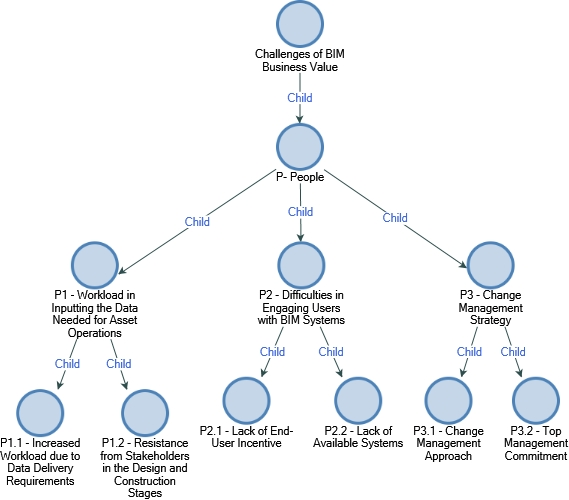 Challenges of BIM
Business Value
Child
P- People
Child
Child
Child
P1 - Workload in
Inputting the Data
Needed for Asset
Operations
P2 - Difficulties in
Engaging Users
with BIM Systems
P3 - Change
Management
Strategy
Child
Child
Child
Child
Child
Child
P1.1 - Increased
Workload due to
Data Delivery
Requirements
P1.2 - Resistance
from Stakeholders
in the Design and
Construction
Stages
P2.1 - Lack of End-
User Incentive
P2.2 - Lack of
Available Systems
P3.1 - Change
Management
Approach
P3.2 - Top
Management
Commitment